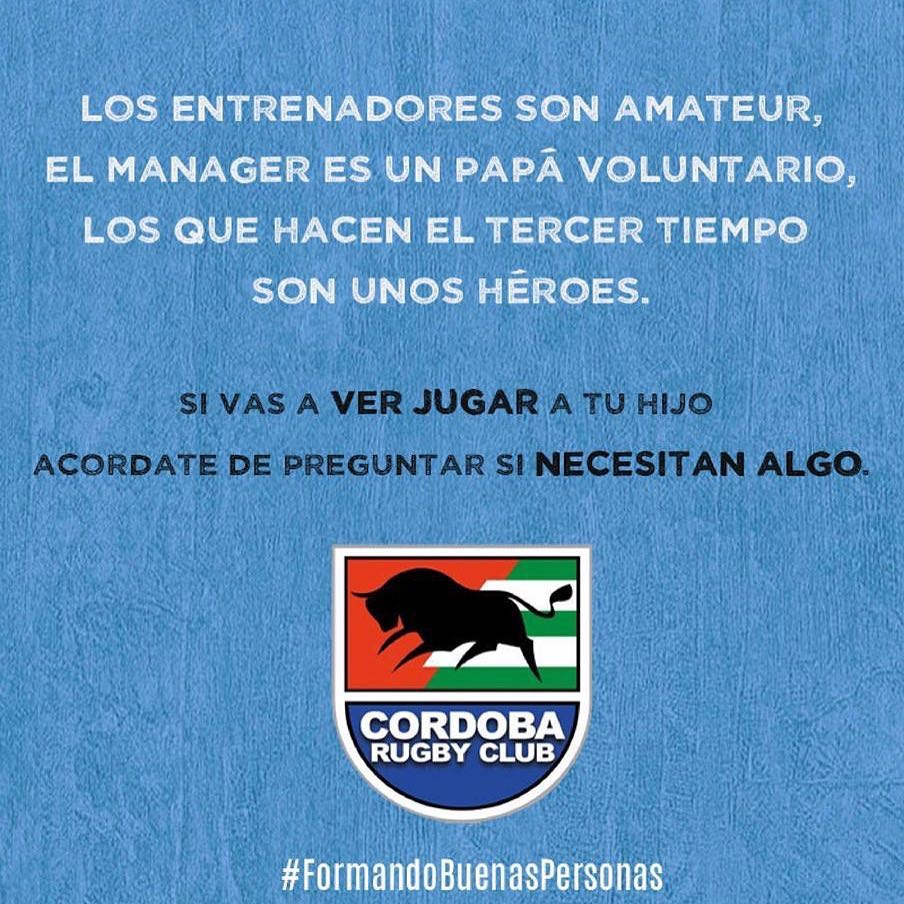 LOS ENTRENADORES SON AMATEUR,
EL MANAGER ES UN PAPÁ VOLUNTARIO,
LOS QUE HACEN EL TERCER TIEMPO
SON UNOS HÉROES.
SI VAS A VER JUGAR A TU HIJO
ACORDATE DE PREGUNTAR SI NECESITAN ALGO.
CORDOBA
RUGBY CLUB
#FormandoBuenasPersonas